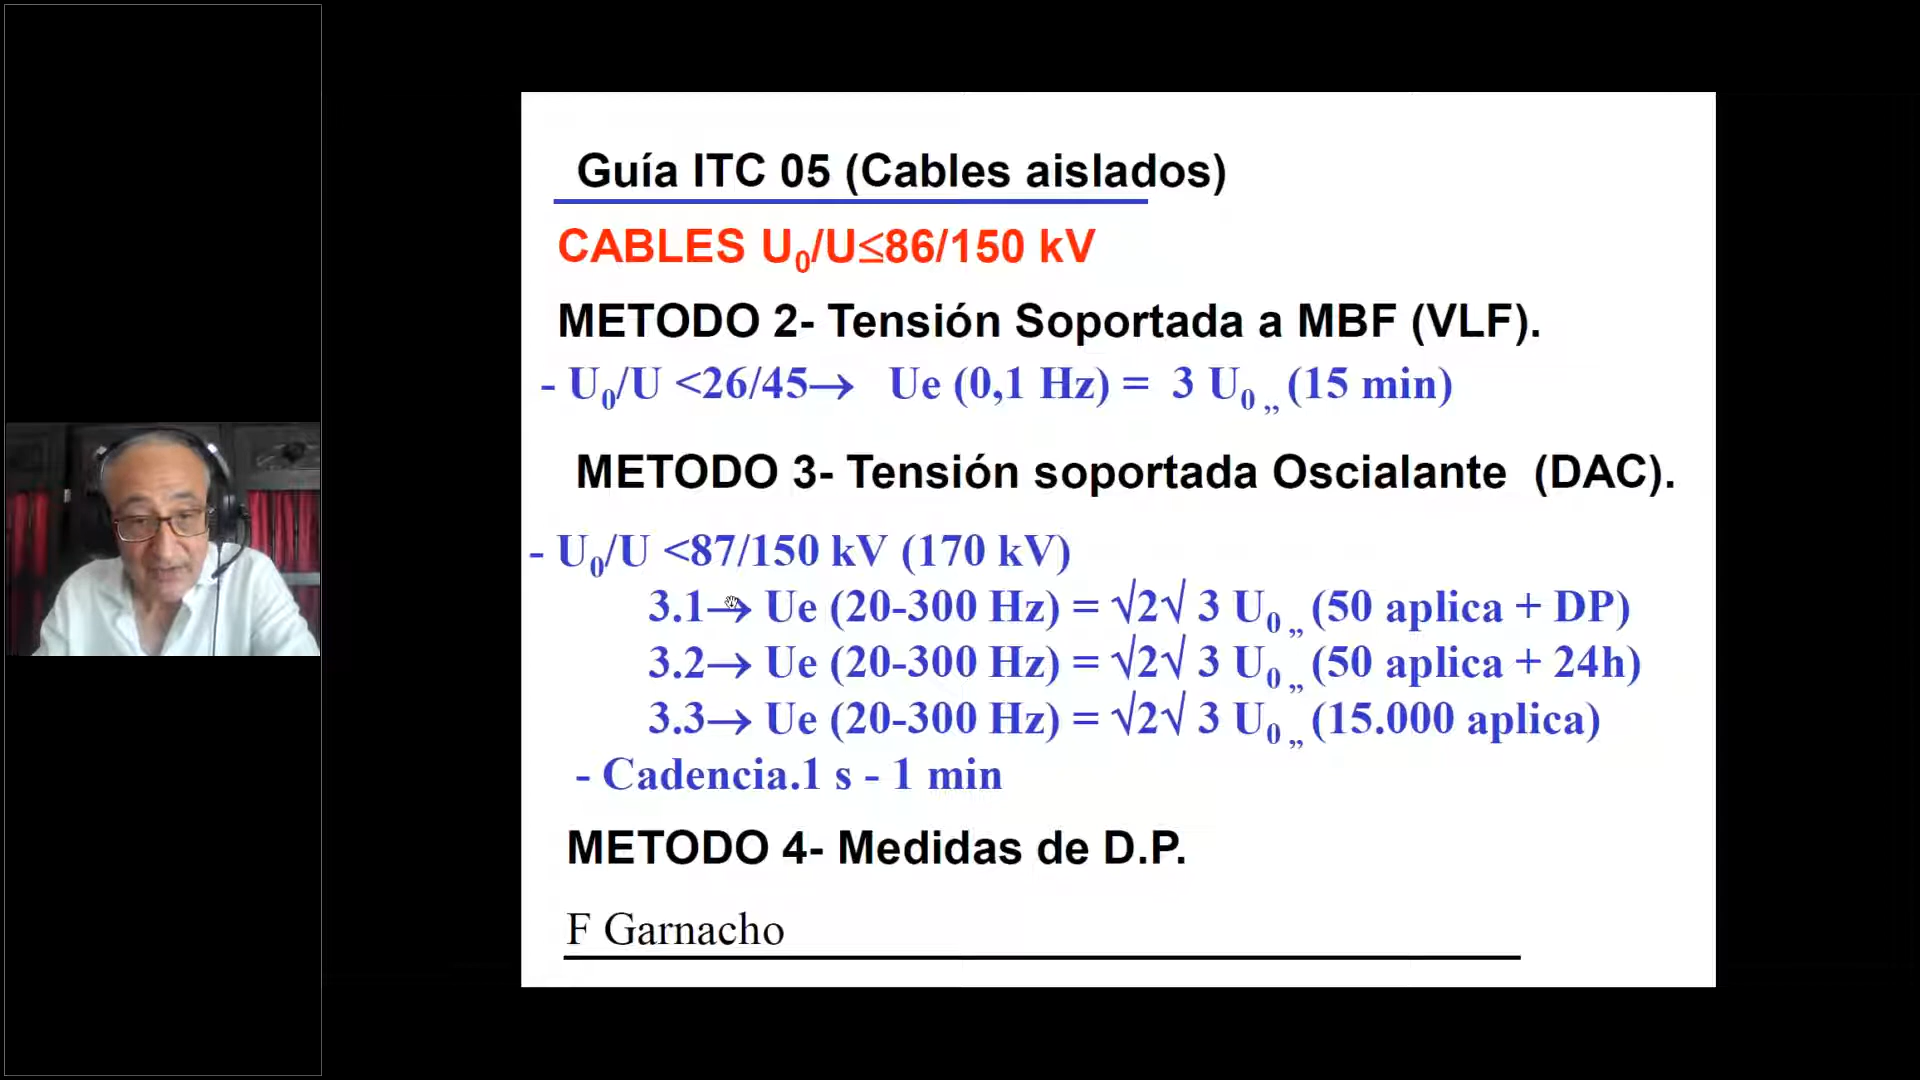 Guía ITC 05 (Cables aislados)
CABLES U₀/U≤86/150 kV
METODO 2- Tensión Soportada a MBF (VLF).
- U₀/U <26/45→ Ue (0,1 Hz) = 3 U₀ ,, (15 min)
METODO 3- Tensión soportada Oscialante (DAC).
- U₀/U <87/150 kV (170 kV)
3.1→ Ue (20-300 Hz) = √2√ 3 U₀ ,, (50 aplica + DP)
3.2→ Ue (20-300 Hz) = √2√ 3 U₀ ,, (50 aplica + 24h)
3.3→ Ue (20-300 Hz) = √2√ 3 U₀ ,, (15.000 aplica)
- Cadencia.1 s - 1 min
METODO 4- Medidas de D.P.
F Garnacho